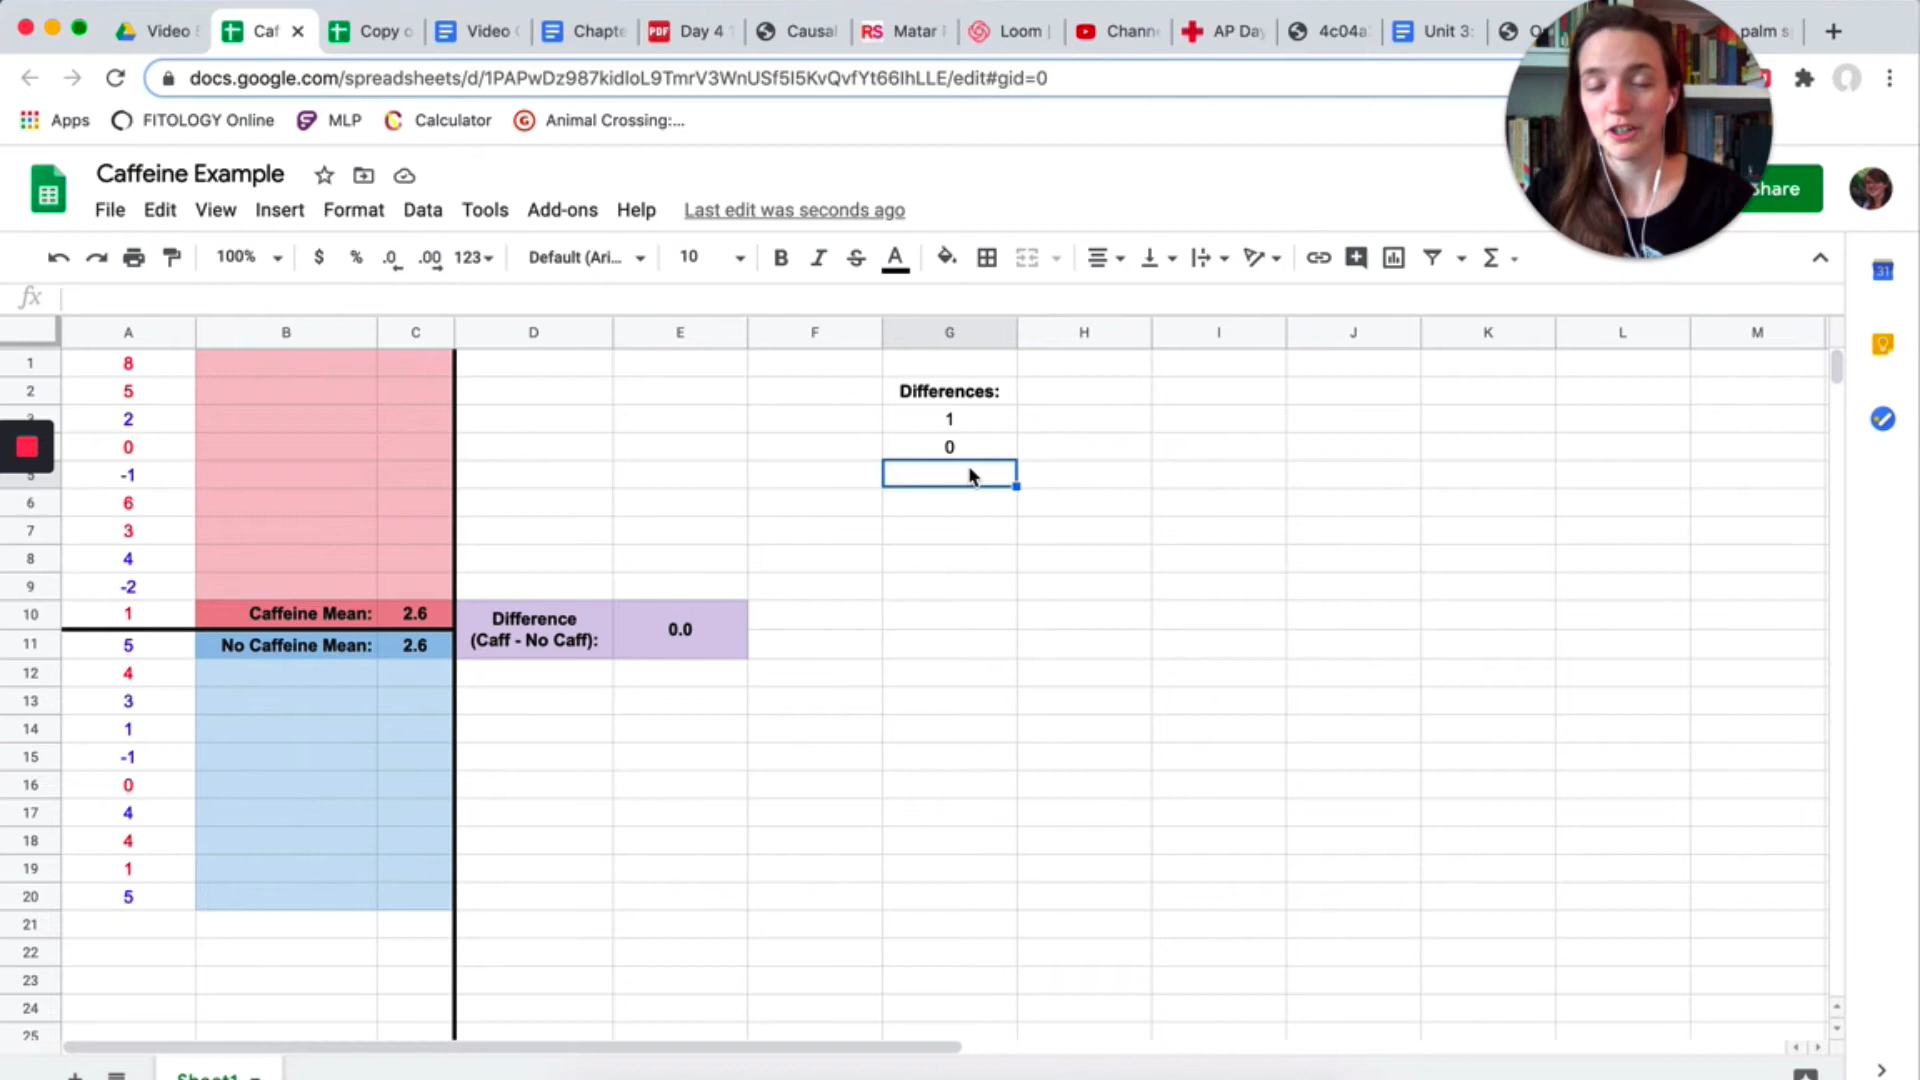 Video
Caf
Copy o
Video
Chapte
PDF Day 4
Causal
RS Matar
Loom |
Chann
AP Day
4c04a
Unit 3:
palm s
docs.google.com/spreadsheets/d/1PAPwDz987kidloL9TmrV3WnUSf5I5KvQvfYt66IhLLE/edit#gid=0
Apps
FITOLOGY Online
MLP
Calculator
Animal Crossing:...
Caffeine Example
File Edit View Insert Format Data Tools Add-ons Help Last edit was seconds ago
Share
100% $ % .0 .00 123 Default (Ari... 10 B I S A Σ
31
fx
A B C D E F G H I J K L M
1 8
2 5 Differences:
2 1
0 0
-1
6 6
7 3
8 4
9 -2
10 1 Caffeine Mean: 2.6
Difference
(Caff - No Caff):
0.0
11 5 No Caffeine Mean: 2.6
12 4
13 3
14 1
15 -1
16 0
17 4
18 4
19 1
20 5
21
22
23
24
25
Sheet1